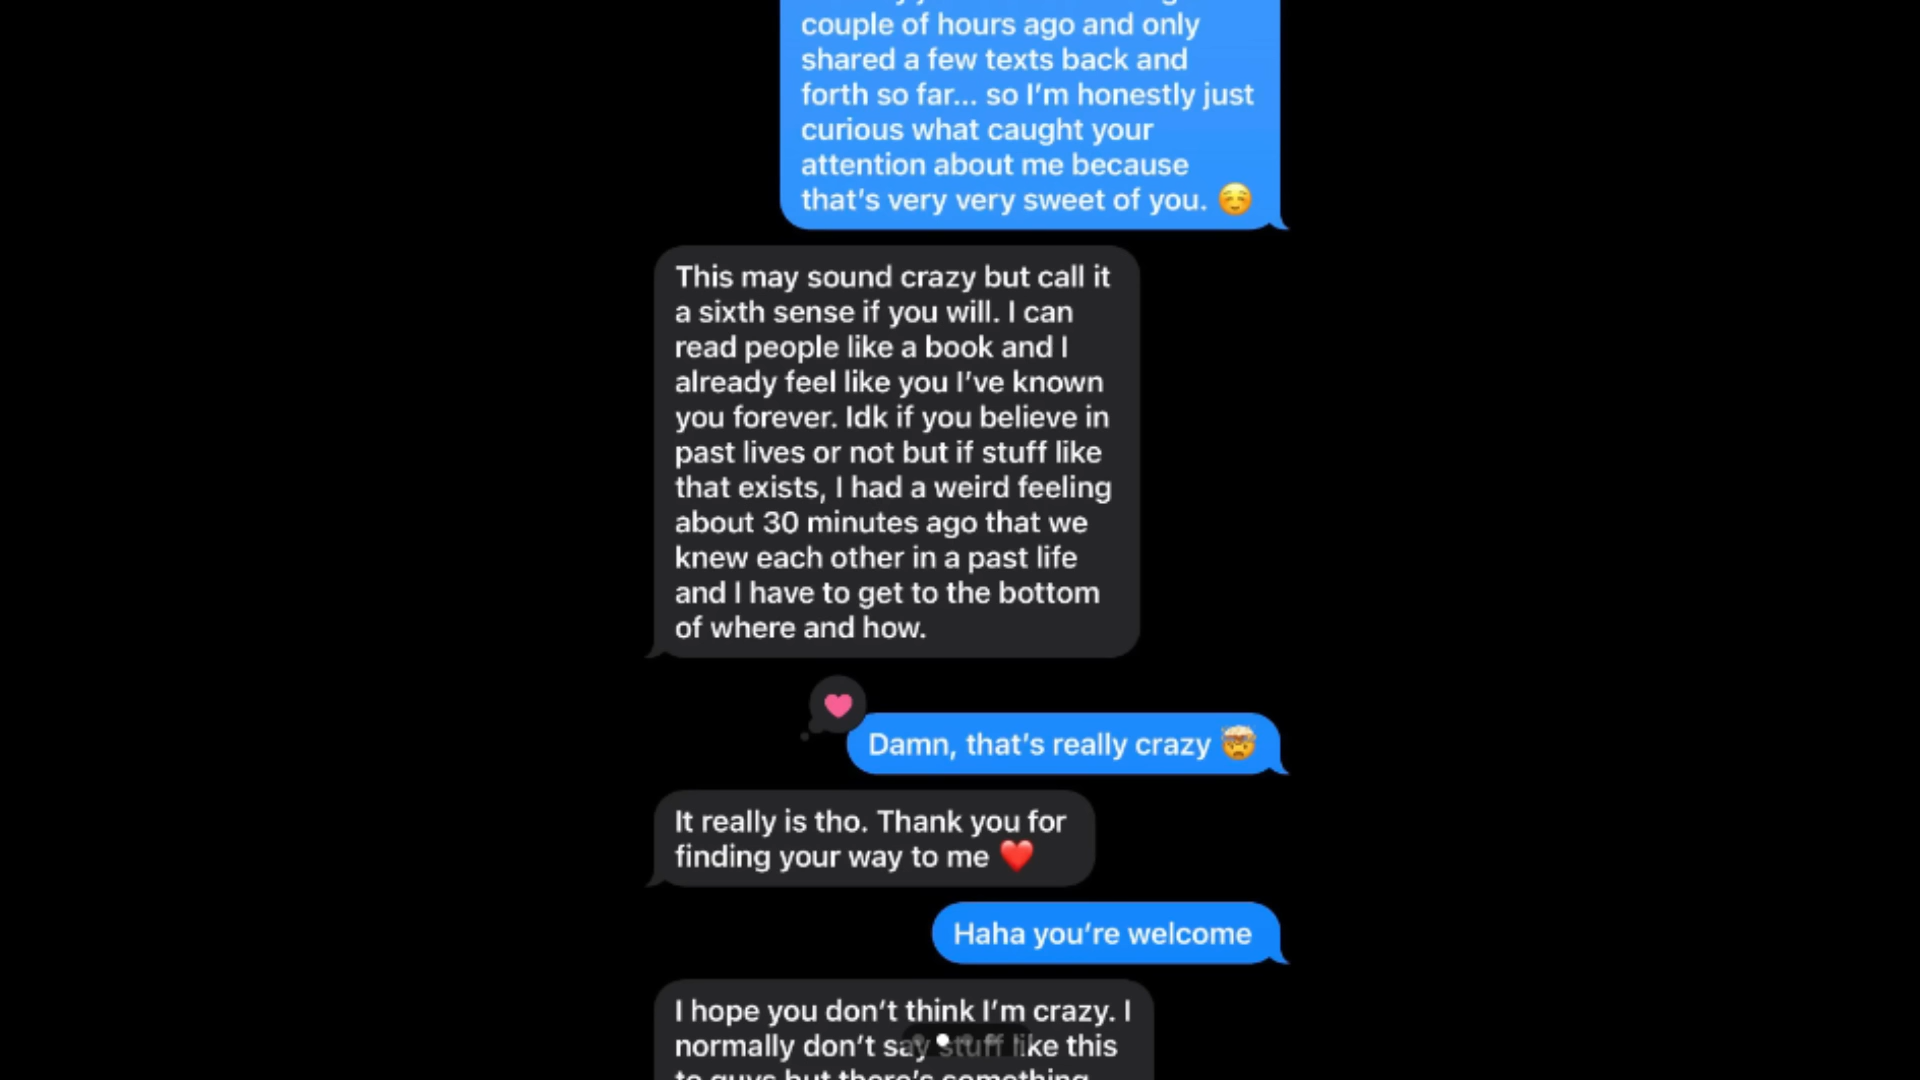 couple of hours ago and only
shared a few texts back and
forth so far... so I'm honestly just
curious what caught your
attention about me because
that's very very sweet of you. ☺️
This may sound crazy but call it
a sixth sense if you will. I can
read people like a book and I
already feel like you I've known
you forever. Idk if you believe in
past lives or not but if stuff like
that exists, I had a weird feeling
about 30 minutes ago that we
knew each other in a past life
and I have to get to the bottom
of where and how.
Damn, that's really crazy 🤯
It really is tho. Thank you for
finding your way to me ❤️
Haha you're welcome
I hope you don't think I'm crazy. I
normally don't say stuff like this
to guys but there's something